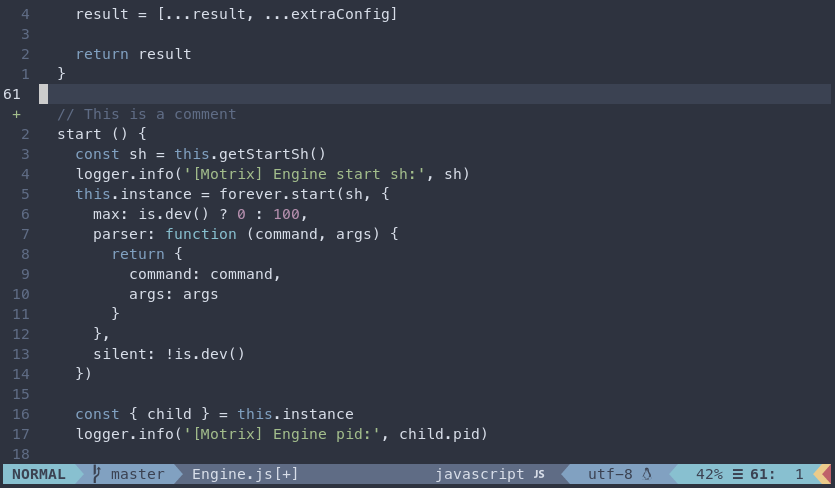 4 result = [...result, ...extraConfig]
3
2 return result
1 }
61
+ // This is a comment
2 start () {
3 const sh = this.getStartSh()
4 logger.info('[Motrix] Engine start sh:', sh)
5 this.instance = forever.start(sh, {
6 max: is.dev() ? 0 : 100,
7 parser: function (command, args) {
8 return {
9 command: command,
10 args: args
11 }
12 },
13 silent: !is.dev()
14 })
15
16 const { child } = this.instance
17 logger.info('[Motrix] Engine pid:', child.pid)
18
NORMAL master Engine.js[+] javascript JS utf-8 42% ☰ 61: 1